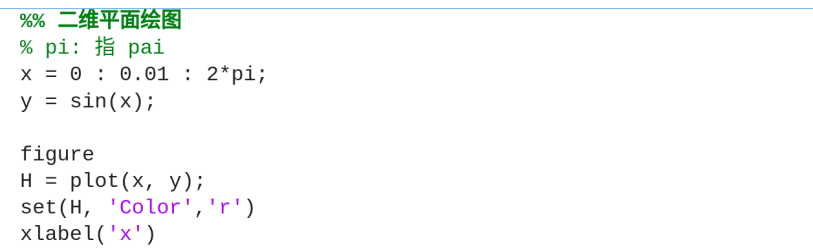 %% 二维平面绘图
% pi: 指 pai
x = 0 : 0.01 : 2*pi;
y = sin(x);
figure
H = plot(x, y);
set(H, 'Color','r')
xlabel('x')